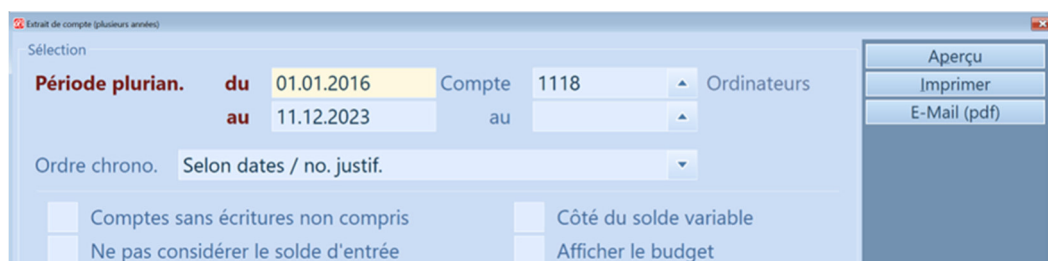 Extrait de compte (plusieurs années)
Sélection
Période plurian. du 01.01.2016 Compte 1118 Ordinateurs
au 11.12.2023 au
Ordre chrono. Selon dates / no. justif.
Comptes sans écritures non compris Côté du solde variable
Ne pas considérer le solde d'entrée Afficher le budget
Aperçu
Imprimer
E-Mail (pdf)